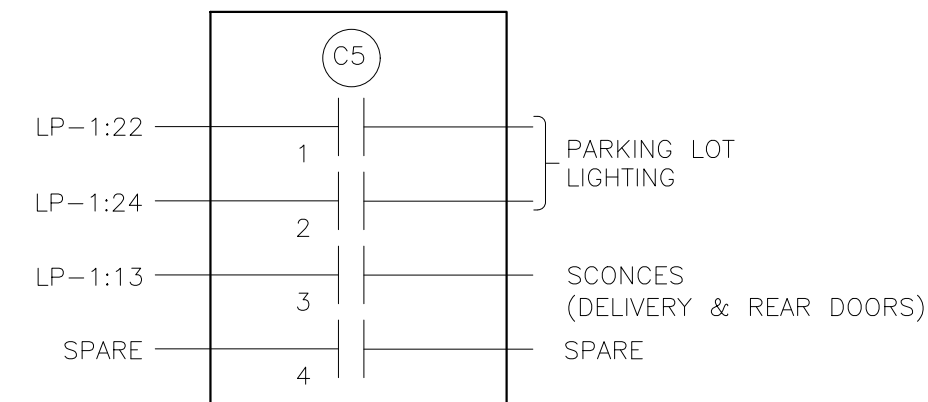 C5
LP-1:22
1
PARKING LOT
LIGHTING
LP-1:24
2
LP-1:13
3
SCONCES
(DELIVERY & REAR DOORS)
SPARE
4
SPARE